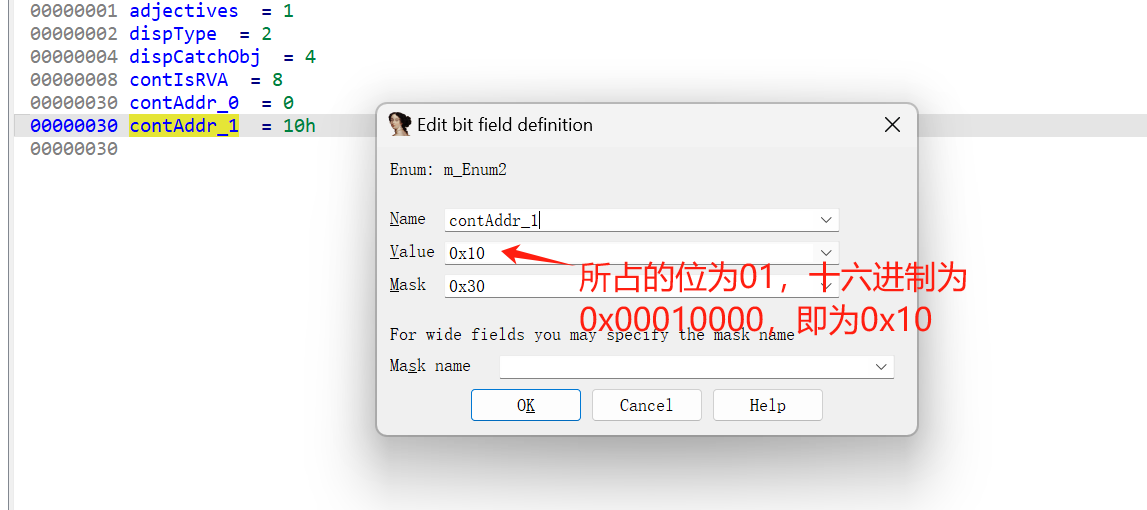 00000001 adjectives = 1
00000002 dispType = 2
00000004 dispCatchObj = 4
00000008 contIsRVA = 8
00000030 contAddr_0 = 0
00000030 contAddr_1 = 10h
00000030
Edit bit field definition
Enum: m_Enum2
Name contAddr_1
Value 0x10
所占的位为01，十六进制为
Mask 0x30
0x00010000，即为0x10
For wide fields you may specify the mask name
Mask name
OK Cancel Help